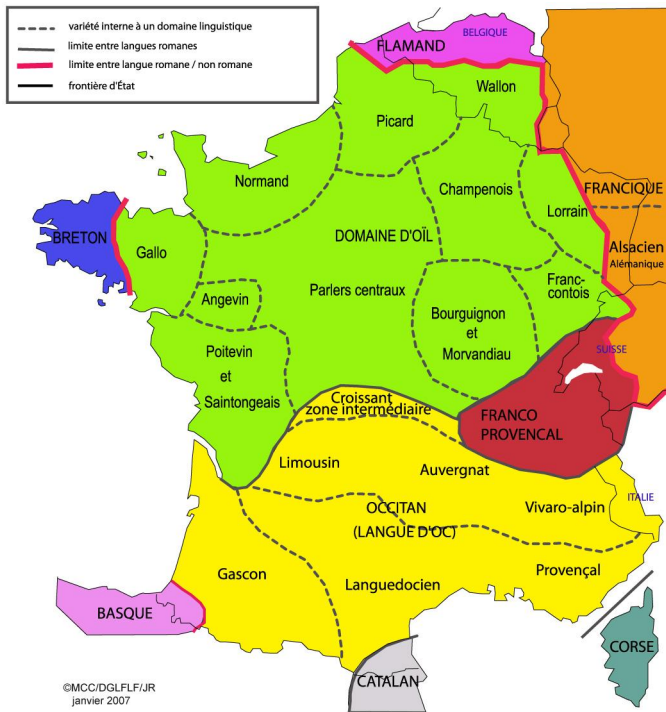 variété interne à un domaine linguistique
limite entre langues romanes
limite entre langue romane / non romane
frontière d'État
BELGIQUE
FLAMAND
Wallon
Picard
Normand
Champenois
FRANCIQUE
Lorrain
BRETON
Gallo
DOMAINE D'OÏL
Alsacien
Alémanique
Angevin
Parlers centraux
Franc-
contois
Bourguignon
et
Morvandiau
Poitevin
et
Saintongeais
SUISSE
Croissant
zone intermédiaire
FRANCO
PROVENCAL
Limousin
Auvergnat
ITALIE
Vivaro-alpin
OCCITAN
(LANGUE D'OC)
Gascon
Languedocien
Provençal
BASQUE
CORSE
CATALAN
©MCC/DGLFLF/JR
janvier 2007